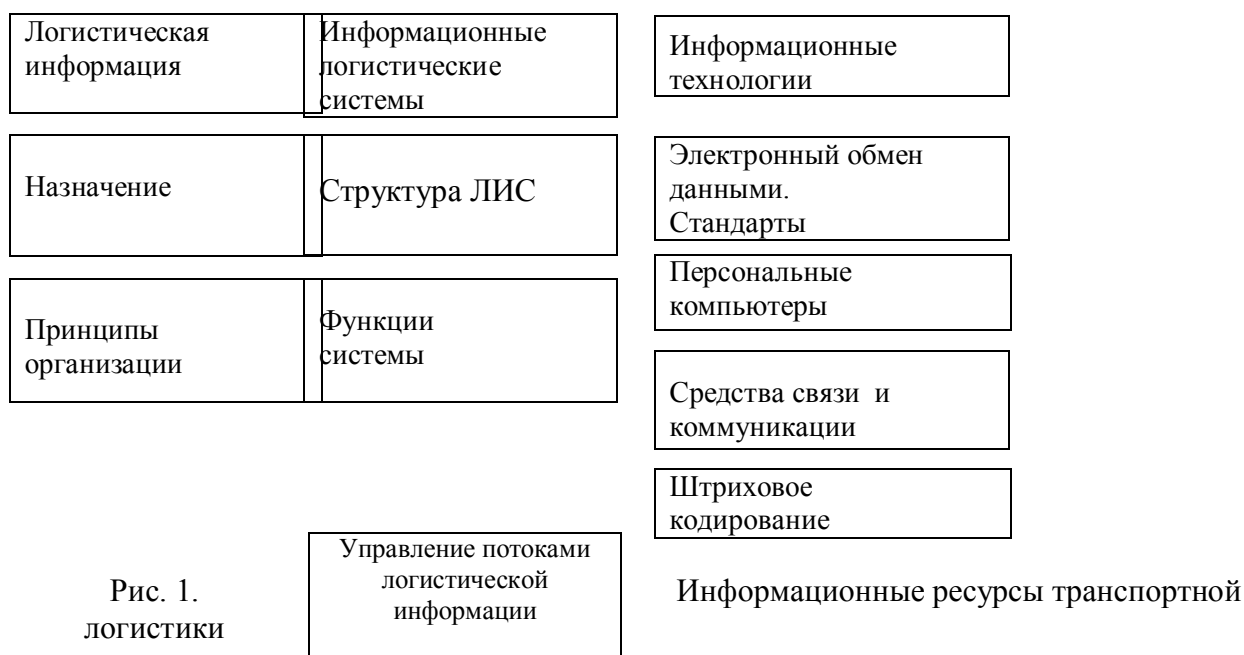 Логистическая
информация
Информационные
логистические
системы
Информационные
технологии
Назначение
Структура ЛИС
Электронный обмен
данными.
Стандарты
Принципы
организации
Функции
системы
Персональные
компьютеры
Средства связи и
коммуникации
Штриховое
кодирование
Управление потоками
логистической
информации
Рис. 1.
Информационные ресурсы транспортной
логистики